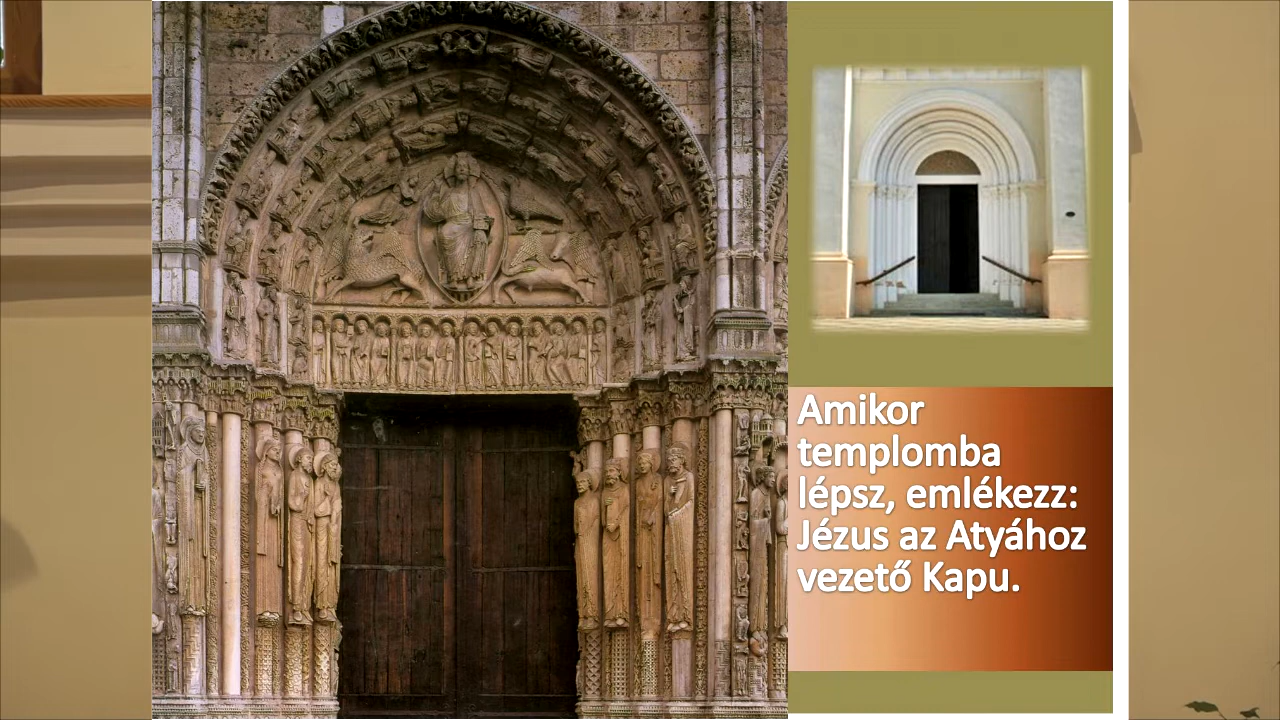 Amikor
templomba
lépsz, emlékezz:
Jézus az Atyához
vezető Kapu.